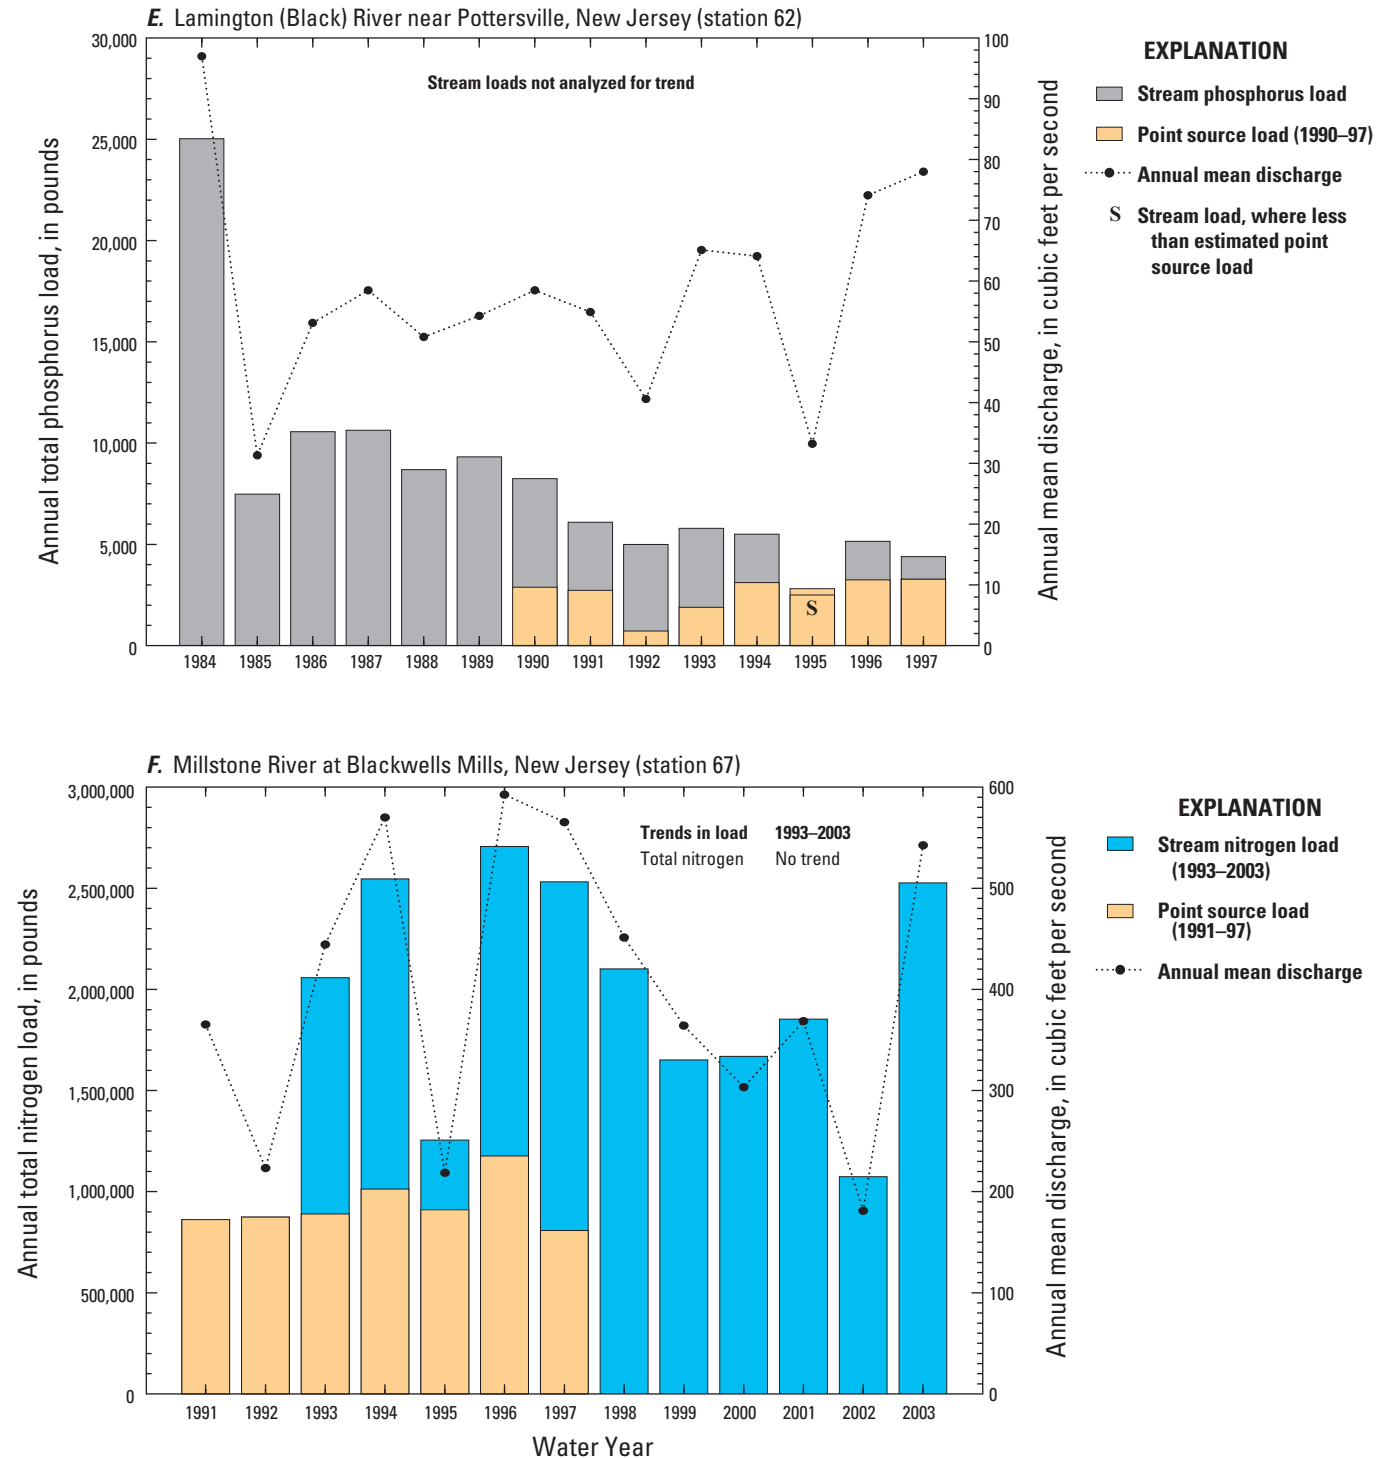 E. Lamington (Black) River near Pottersville, New Jersey (station 62)
Stream loads not analyzed for trend
Annual total phosphorus load, in pounds
30,000
25,000
20,000
15,000
10,000
5,000
0
100
90
80
70
60
50
40
30
20
10
0
Annual mean discharge, in cubic feet per second
1984 1985 1986 1987 1988 1989 1990 1991 1992 1993 1994 1995 1996 1997
S
EXPLANATION
Stream phosphorus load
Point source load (1990–97)
Annual mean discharge
S Stream load, where less
than estimated point
source load
F. Millstone River at Blackwells Mills, New Jersey (station 67)
Trends in load 1993–2003
Total nitrogen No trend
Annual total nitrogen load, in pounds
3,000,000
2,500,000
2,000,000
1,500,000
1,000,000
500,000
0
600
500
400
300
200
100
0
Annual mean discharge, in cubic feet per second
1991 1992 1993 1994 1995 1996 1997 1998 1999 2000 2001 2002 2003
Water Year
EXPLANATION
Stream nitrogen load
(1993–2003)
Point source load
(1991–97)
Annual mean discharge